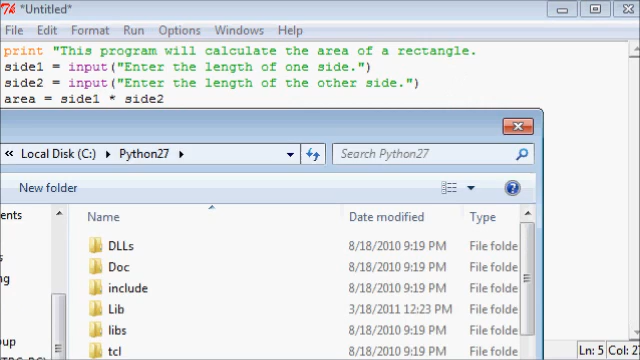 *Untitled*
File Edit Format Run Options Windows Help
print "This program will calculate the area of a rectangle.
side1 = input("Enter the length of one side.")
side2 = input("Enter the length of the other side.")
area = side1 * side2
« Local Disk (C:) Python27 Search Python27
New folder
Name Date modified Type
DLLs 8/18/2010 9:19 PM File folde
Doc 8/18/2010 9:19 PM File folde
include 8/18/2010 9:19 PM File folde
Lib 3/18/2011 12:23 PM File folde
libs 8/18/2010 9:19 PM File folde
tcl 8/18/2010 9:19 PM File folde
Ln: 5 Col: 2